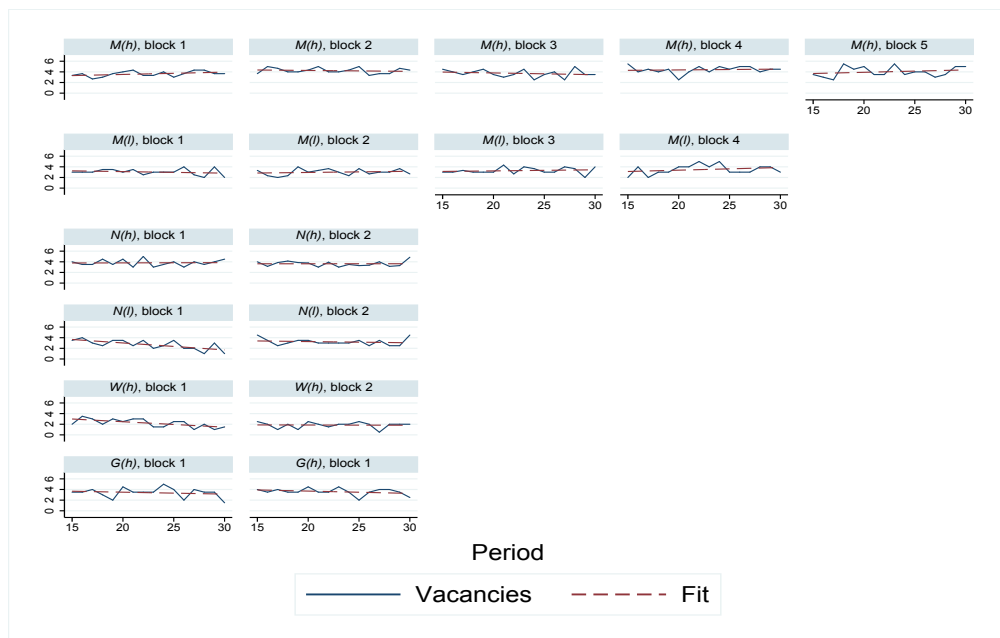 M(h), block 1 M(h), block 2 M(h), block 3 M(h), block 4 M(h), block 5
0 2 4 6
15 20 25 30
M(l), block 1 M(l), block 2 M(l), block 3 M(l), block 4
0 2 4 6
15 20 25 30 15 20 25 30
N(h), block 1 N(h), block 2
0 2 4 6
N(l), block 1 N(l), block 2
0 2 4 6
W(h), block 1 W(h), block 2
0 2 4 6
G(h), block 1 G(h), block 1
0 2 4 6
15 20 25 30 15 20 25 30
Period
Vacancies Fit